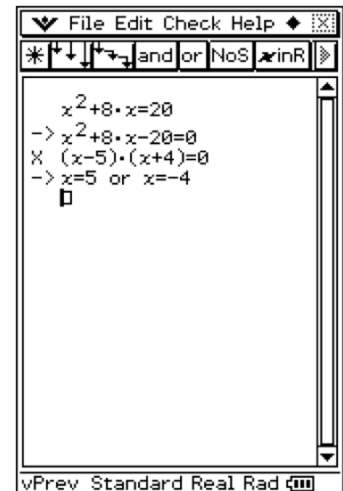 File Edit Check Help ◆
* and or NoS xinR
x²+8·x=20
-> x²+8·x-20=0
X (x-5)·(x+4)=0
-> x=5 or x=-4
vPrev Standard Real Rad